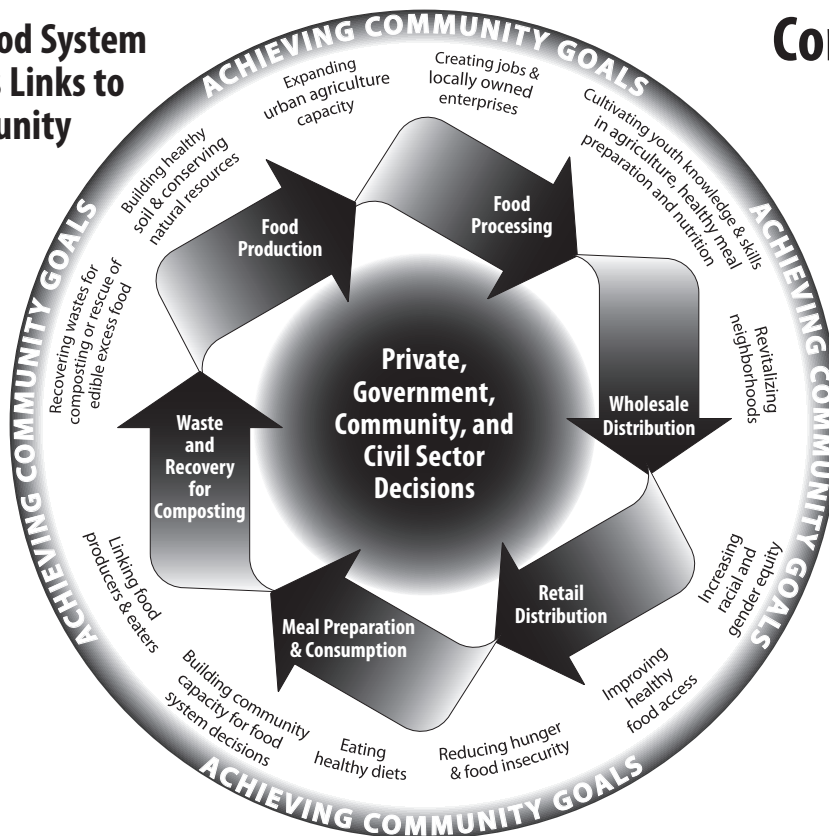 od System
Links to
unity
Co
ACHIEVING COMMUNITY GOALS
ACHIEVING COMMUNITY GOALS
ACHIEVING COMMUNITY GOALS
ACHIEVING COMMUNITY GOALS
Expanding
urban agriculture
capacity
Creating jobs &
locally owned
enterprises
Cultivating youth knowledge & skills
in agriculture, healthy meal
preparation and nutrition
Revitalizing
neighborhoods
Increasing
racial and
gender equity
Improving
healthy
food access
Reducing hunger
& food insecurity
Eating
healthy diets
Building community
capacity for food
system decisions
Linking food
producers & eaters
Recovering wastes for
composting or rescue of
edible excess food
Building healthy
soil & conserving
natural resources
Food
Production
Food
Processing
Wholesale
Distribution
Retail
Distribution
Meal Preparation
& Consumption
Waste
and
Recovery
for
Composting
Private,
Government,
Community, and
Civil Sector
Decisions